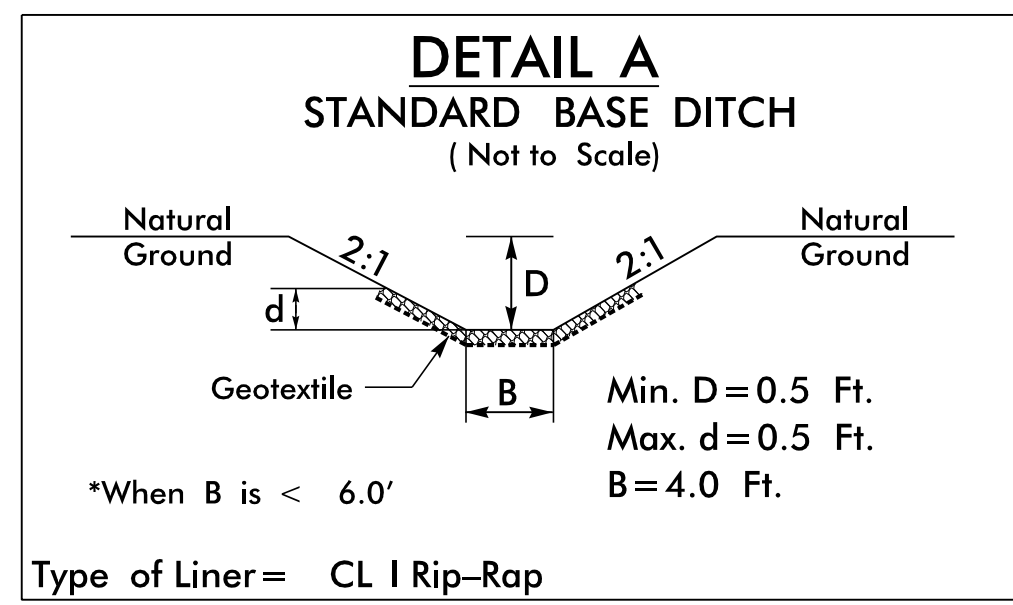 DETAIL A
STANDARD BASE DITCH
( Not to Scale)
Natural
Ground
2:1
D
2:1
Natural
Ground
d
Geotextile
B
Min. D=0.5 Ft.
Max. d=0.5 Ft.
B=4.0 Ft.
*When B is < 6.0'
Type of Liner= CL I Rip–Rap